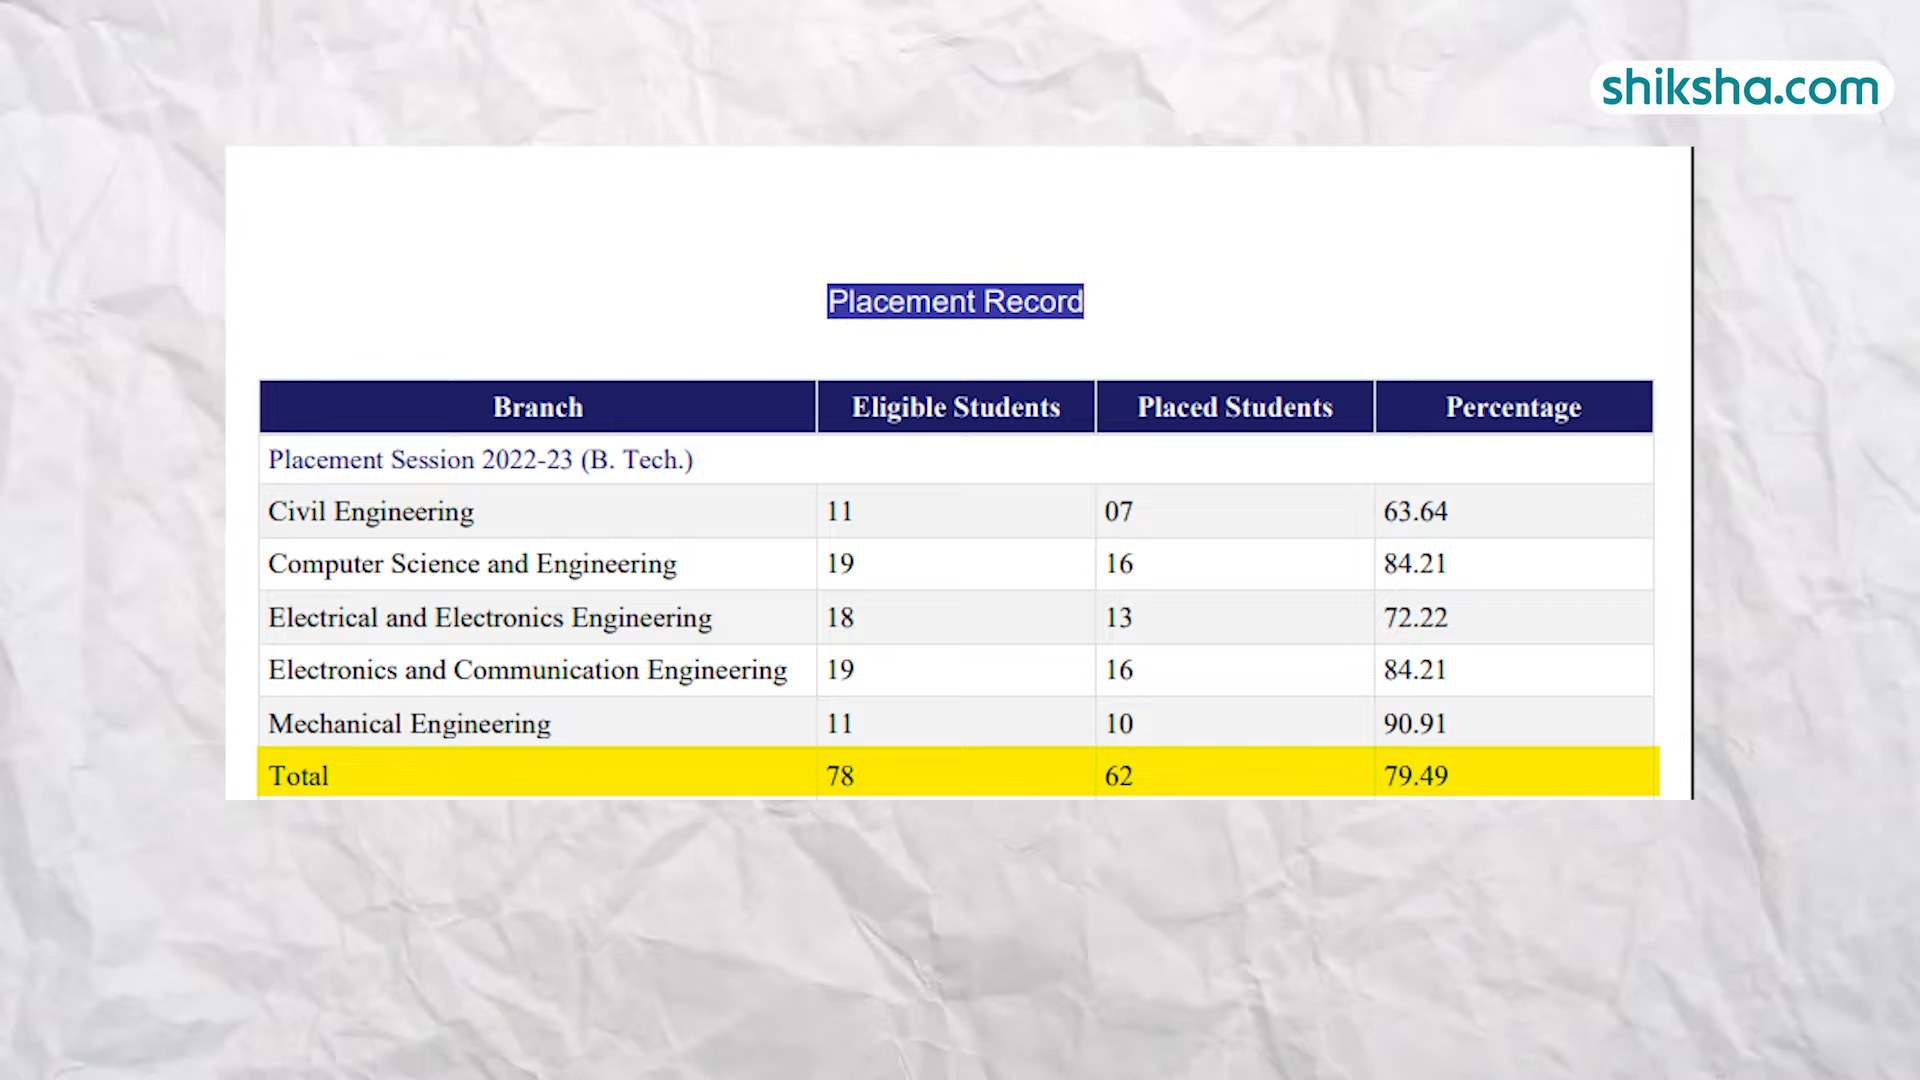 shiksha.com
Placement Record
Branch Eligible Students Placed Students Percentage
Placement Session 2022-23 (B. Tech.)
Civil Engineering 11 07 63.64
Computer Science and Engineering 19 16 84.21
Electrical and Electronics Engineering 18 13 72.22
Electronics and Communication Engineering 19 16 84.21
Mechanical Engineering 11 10 90.91
Total 78 62 79.49